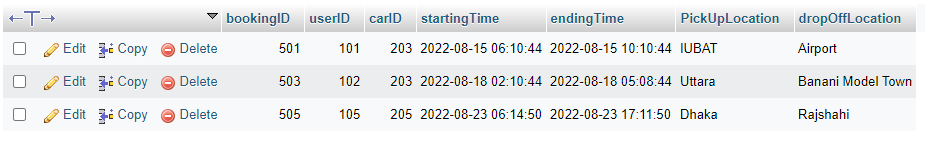 bookingID userID carID startingTime endingTime PickUpLocation dropOffLocation
Edit Copy Delete 501 101 203 2022-08-15 06:10:44 2022-08-15 10:10:44 IUBAT Airport
Edit Copy Delete 503 102 203 2022-08-18 02:10:44 2022-08-18 05:08:44 Uttara Banani Model Town
Edit Copy Delete 505 105 205 2022-08-23 06:14:50 2022-08-23 17:11:50 Dhaka Rajshahi